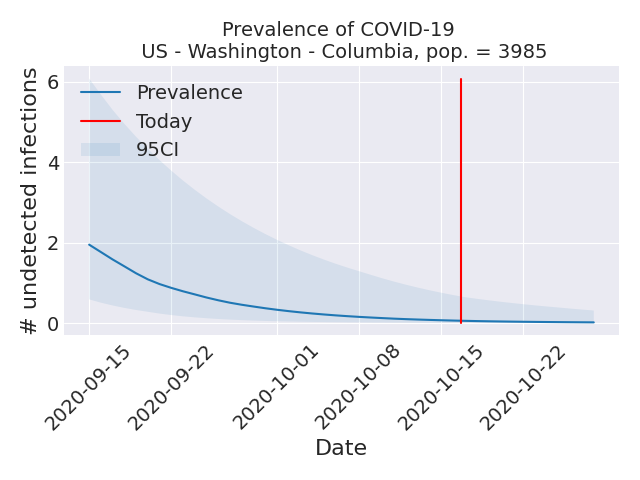 Prevalence of COVID-19
US - Washington - Columbia, pop. = 3985
# undetected infections
6
4
2
0
Prevalence
Today
95CI
2020-09-15
2020-09-22
2020-10-01
2020-10-08
2020-10-15
2020-10-22
Date